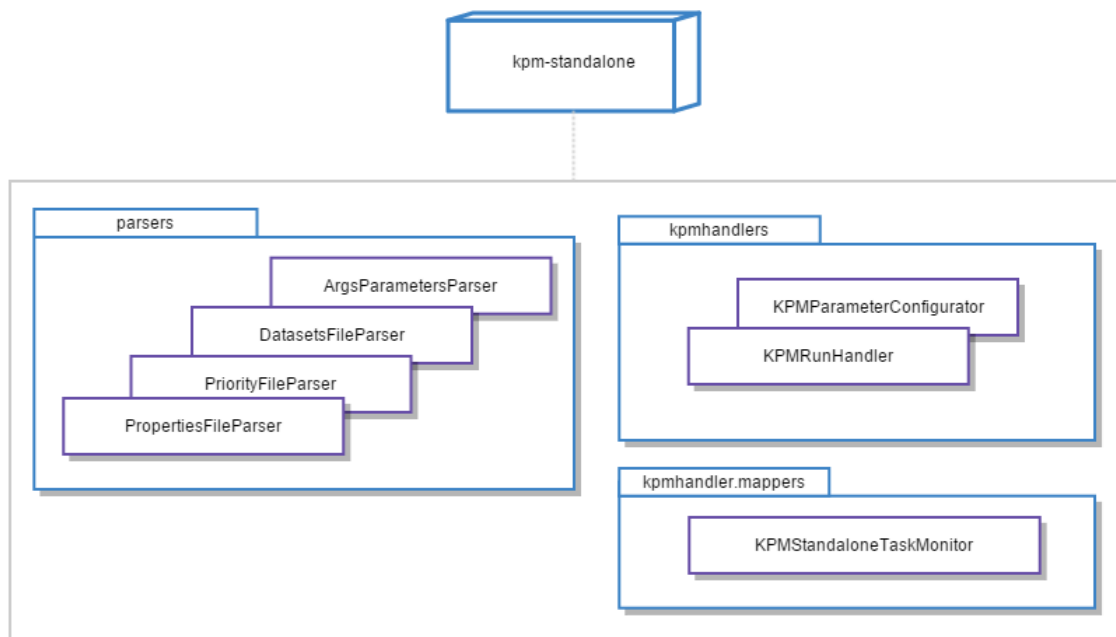 kpm-standalone
parsers
ArgsParametersParser
DatasetsFileParser
PriorityFileParser
PropertiesFileParser
kpmhandlers
KPMParameterConfigurator
KPMRunHandler
kpmhandler.mappers
KPMStandaloneTaskMonitor